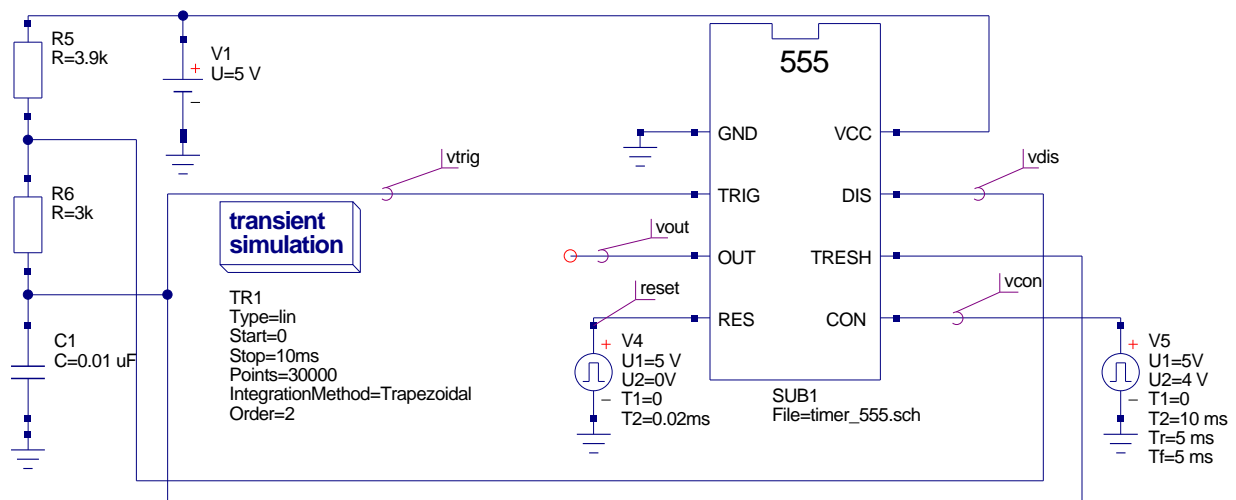 R5
R=3.9k
V1
U=5 V
R6
R=3k
C1
C=0.01 uF
vtrig
transient
simulation
TR1
Type=lin
Start=0
Stop=10ms
Points=30000
IntegrationMethod=Trapezoidal
Order=2
vout
reset
V4
U1=5 V
U2=0V
T1=0
T2=0.02ms
555
GND
VCC
TRIG
DIS
OUT
TRESH
RES
CON
SUB1
File=timer_555.sch
vdis
vcon
V5
U1=5V
U2=4 V
T1=0
T2=10 ms
Tr=5 ms
Tf=5 ms